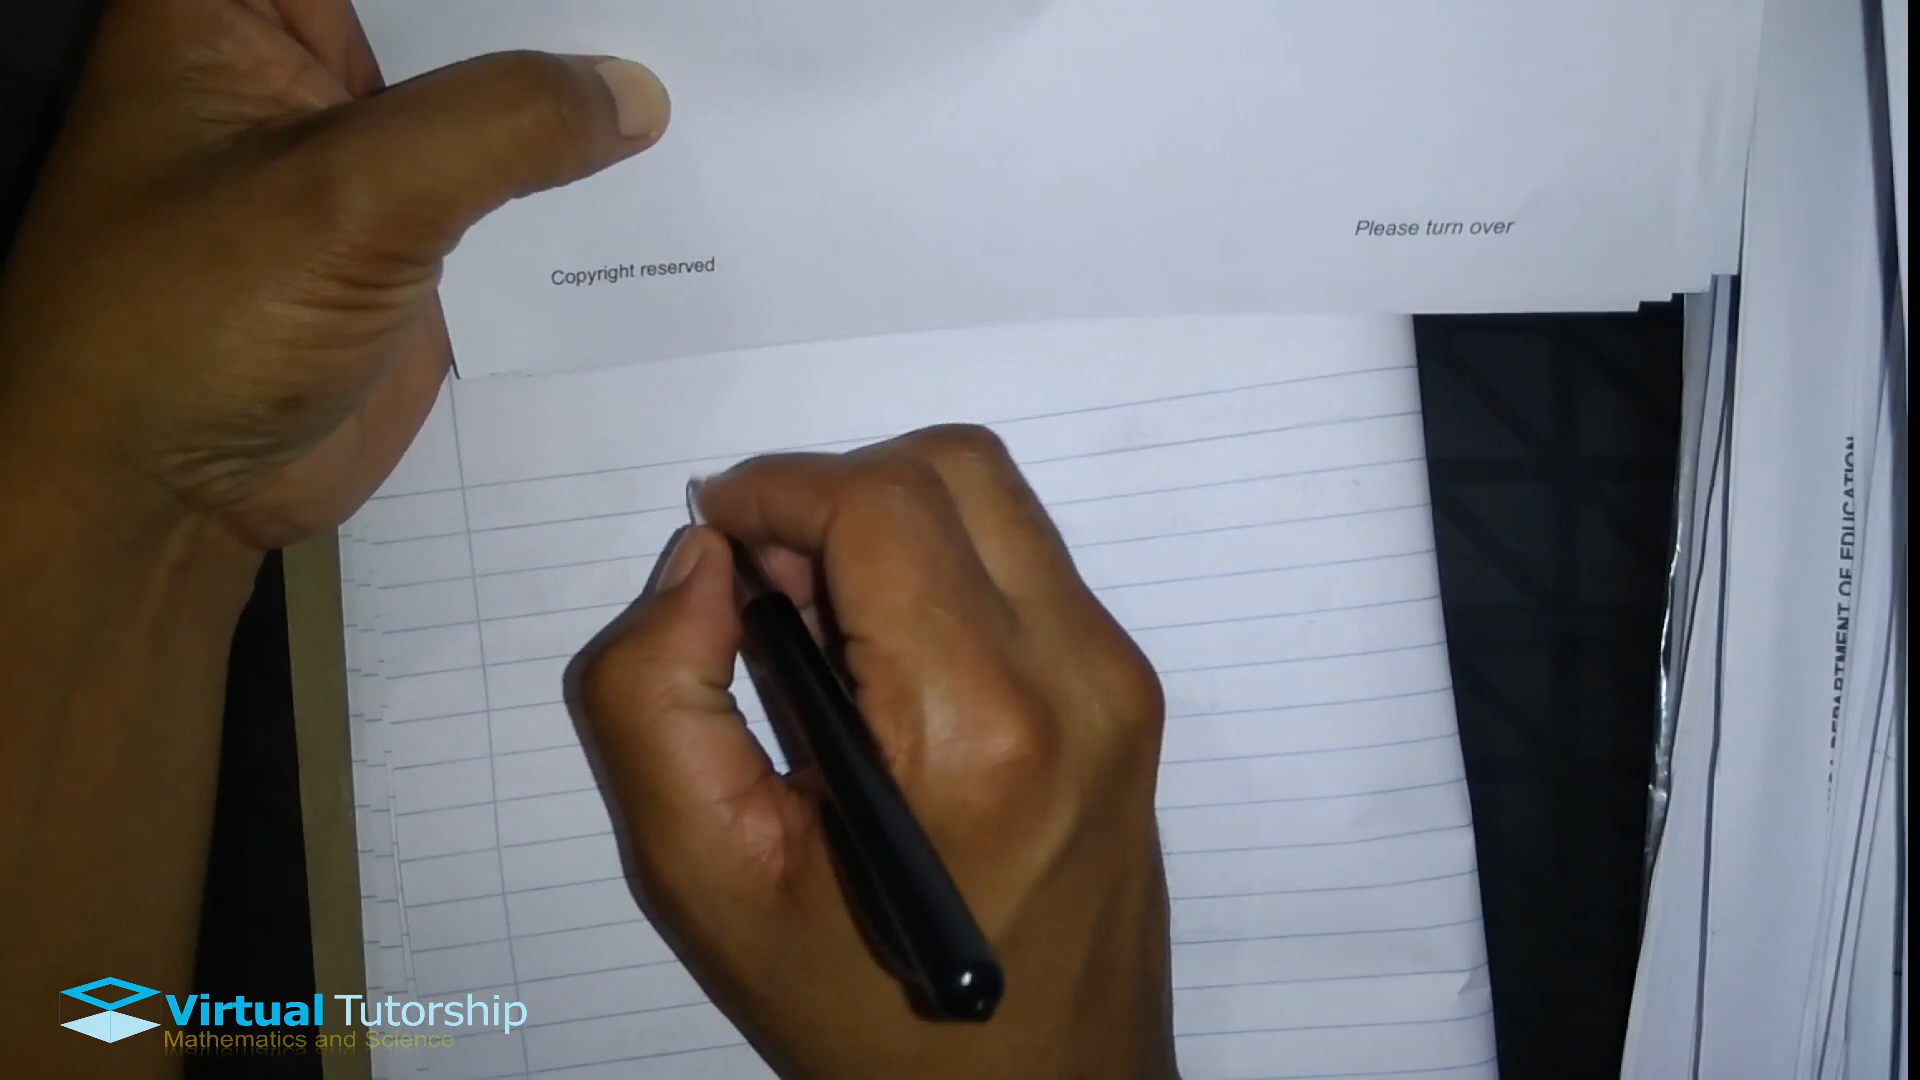 Please turn over
Copyright reserved
DEPARTMENT OF EDUCATION
Virtual Tutorship
Mathematics and Science